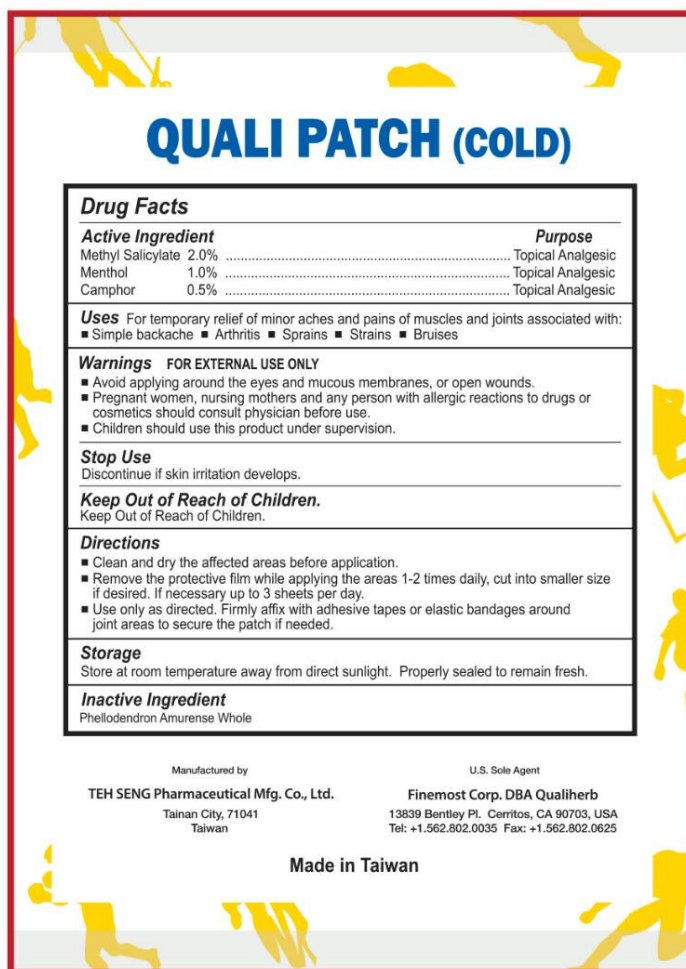 QUALI PATCH (COLD)
Drug Facts
Active Ingredient Purpose
Methyl Salicylate 2.0% ............................................................................. Topical Analgesic
Menthol 1.0% ............................................................................. Topical Analgesic
Camphor 0.5% ............................................................................. Topical Analgesic
Uses For temporary relief of minor aches and pains of muscles and joints associated with:
■ Simple backache ■ Arthritis ■ Sprains ■ Strains ■ Bruises
Warnings FOR EXTERNAL USE ONLY
■ Avoid applying around the eyes and mucous membranes, or open wounds.
■ Pregnant women, nursing mothers and any person with allergic reactions to drugs or
cosmetics should consult physician before use.
■ Children should use this product under supervision.
Stop Use
Discontinue if skin irritation develops.
Keep Out of Reach of Children.
Keep Out of Reach of Children.
Directions
■ Clean and dry the affected areas before application.
■ Remove the protective film while applying the areas 1-2 times daily, cut into smaller size
if desired. If necessary up to 3 sheets per day.
■ Use only as directed. Firmly affix with adhesive tapes or elastic bandages around
joint areas to secure the patch if needed.
Storage
Store at room temperature away from direct sunlight. Properly sealed to remain fresh.
Inactive Ingredient
Phellodendron Amurense Whole
Manufactured by
TEH SENG Pharmaceutical Mfg. Co., Ltd.
Tainan City, 71041
Taiwan
U.S. Sole Agent
Finemost Corp. DBA Qualiherb
13839 Bentley Pl. Cerritos, CA 90703, USA
Tel: +1.562.802.0035 Fax: +1.562.802.0625
Made in Taiwan